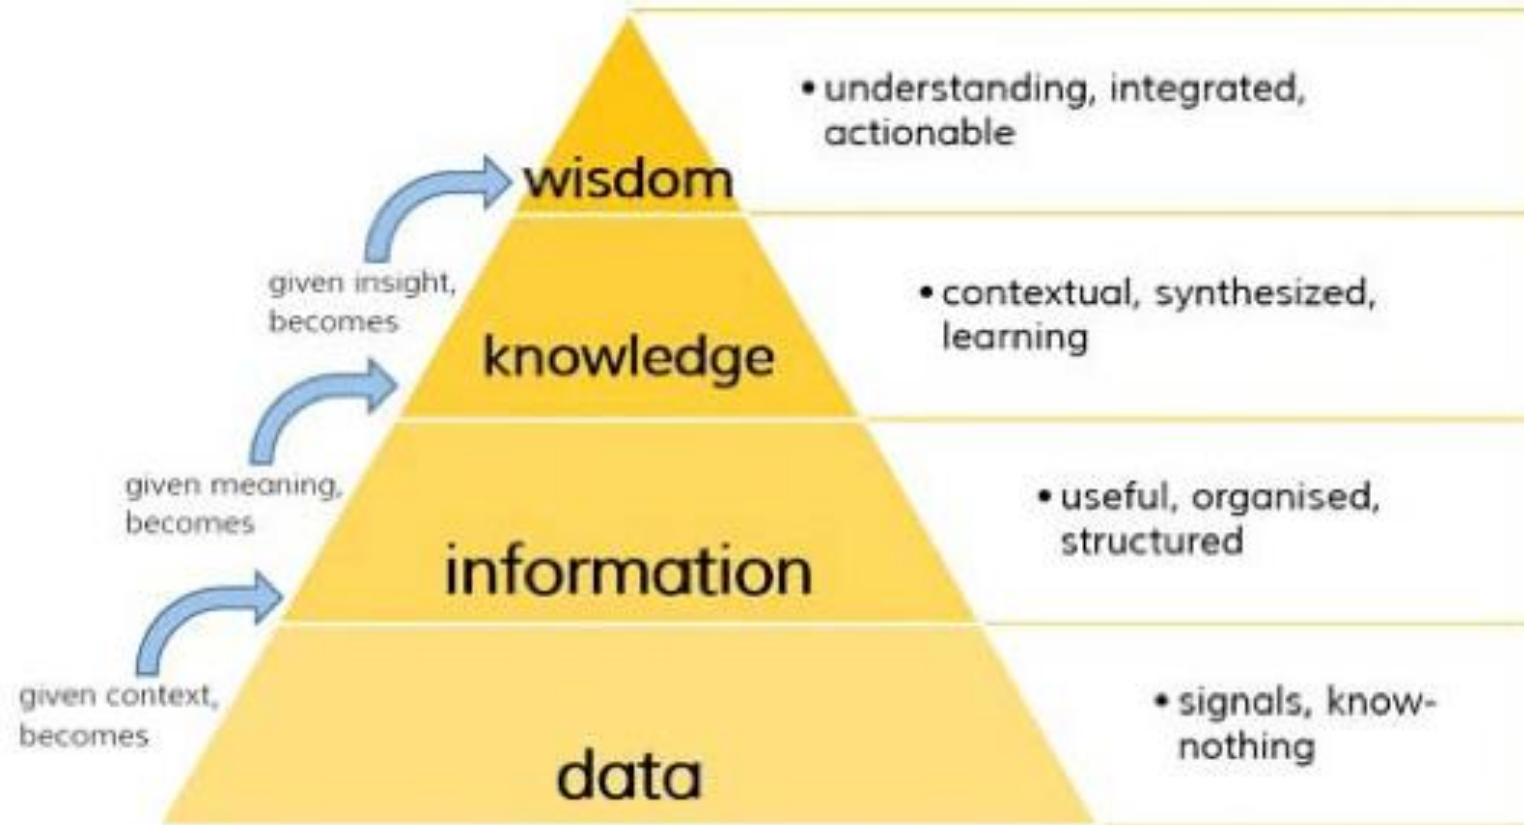 • understanding, integrated,
actionable
wisdom
given insight,
becomes
• contextual, synthesized,
learning
knowledge
given meaning,
becomes
• useful, organised,
structured
information
given context,
becomes
• signals, know-
nothing
data